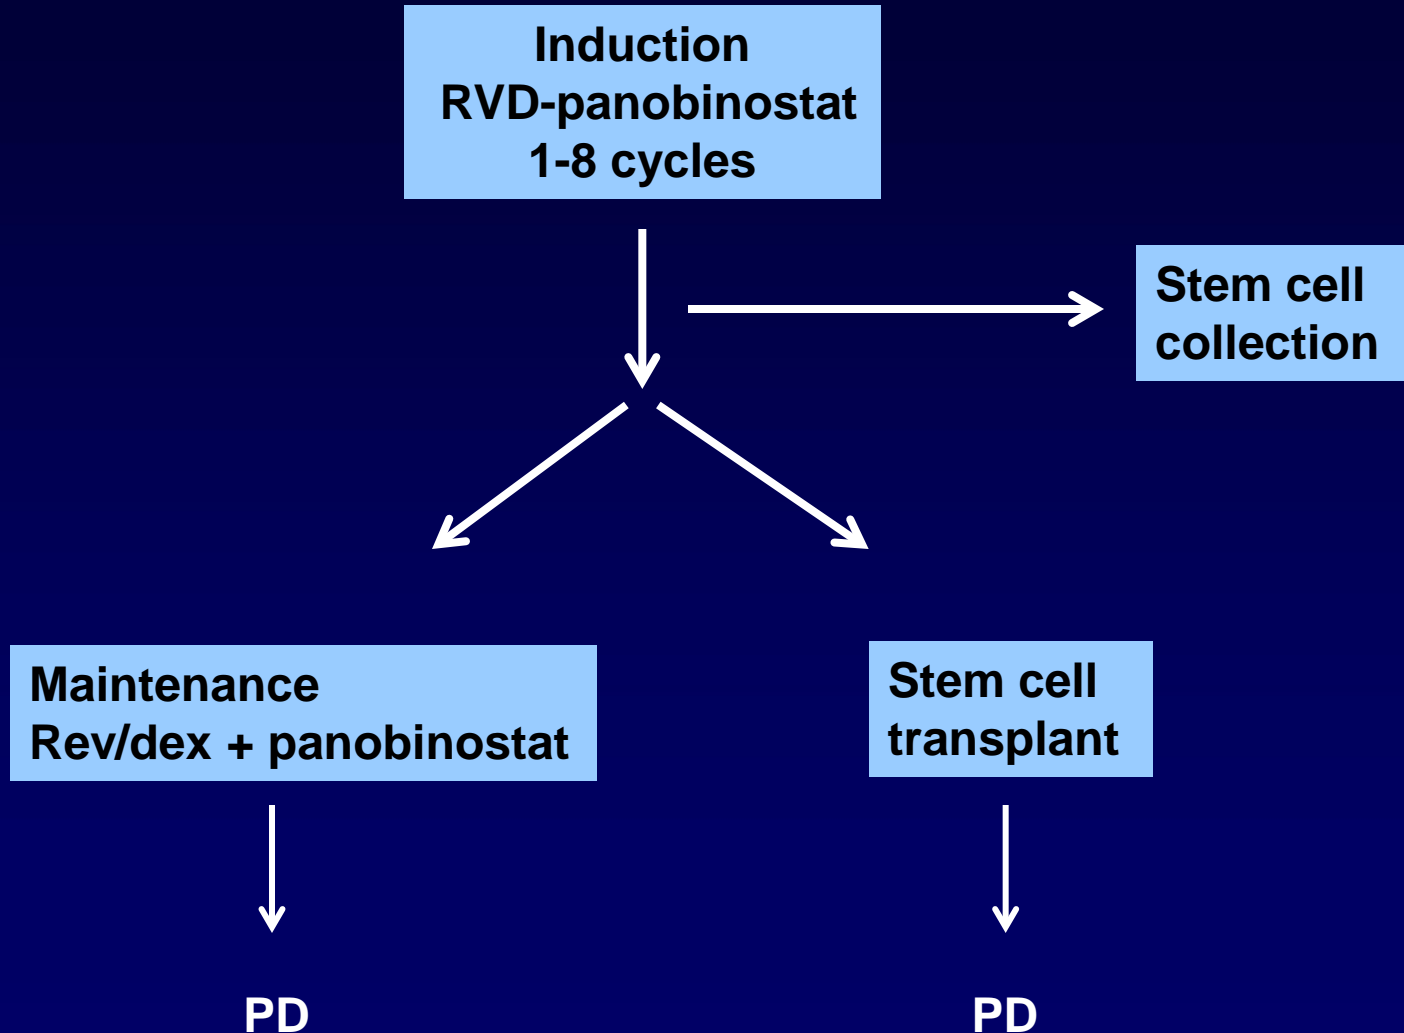 Induction
RVD-panobinostat
1-8 cycles
Stem cell
collection
Maintenance
Rev/dex + panobinostat
Stem cell
transplant
PD
PD